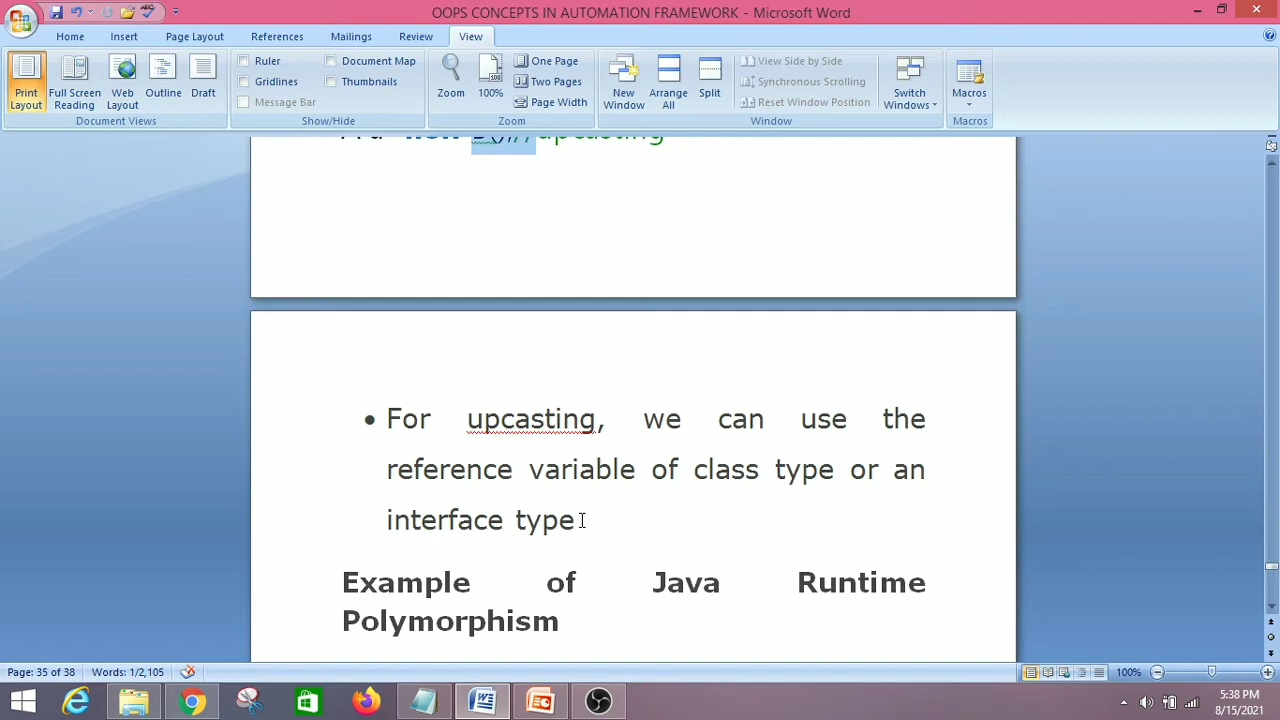 OOPS CONCEPTS IN AUTOMATION FRAMEWORK - Microsoft Word
Home Insert Page Layout References Mailings Review View
Print Layout
Full Screen Reading
Web Layout
Outline
Draft
Document Views
Ruler
Gridlines
Message Bar
Document Map
Thumbnails
Show/Hide
Zoom
100%
One Page
Two Pages
Page Width
Zoom
New Window
Arrange All
Split
View Side by Side
Synchronous Scrolling
Reset Window Position
Switch Windows
Window
Macros
Macros
upcasting
• For upcasting, we can use the
reference variable of class type or an
interface type
Example of Java Runtime
Polymorphism
Page: 35 of 38 Words: 1/2,105 100%
5:38 PM
8/15/2021